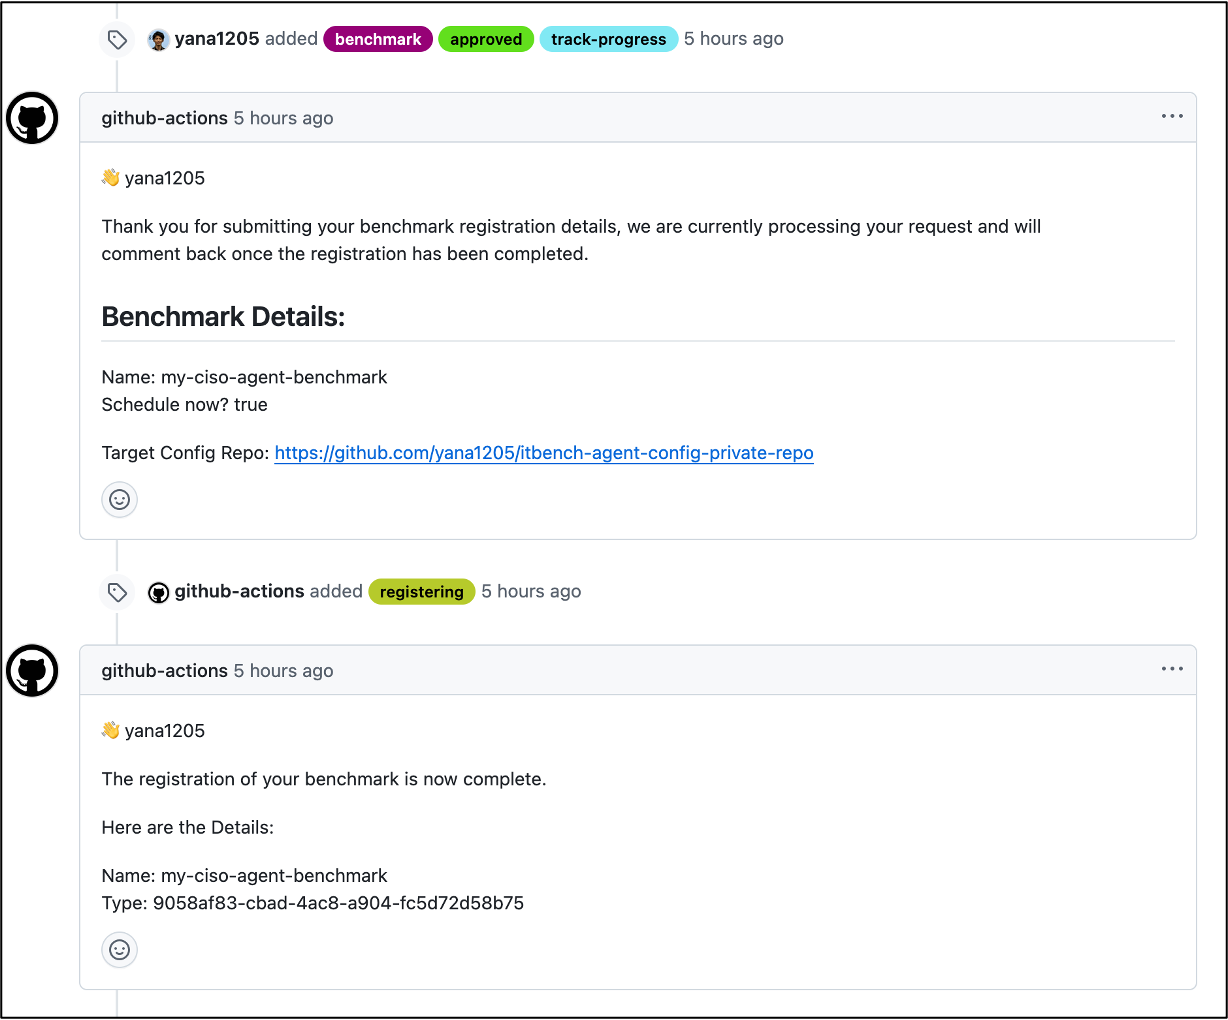 yana1205 added benchmark approved track-progress 5 hours ago
github-actions 5 hours ago
👋 yana1205
Thank you for submitting your benchmark registration details, we are currently processing your request and will
comment back once the registration has been completed.
Benchmark Details:
Name: my-ciso-agent-benchmark
Schedule now? true
Target Config Repo: https://github.com/yana1205/itbench-agent-config-private-repo
github-actions added registering 5 hours ago
github-actions 5 hours ago
👋 yana1205
The registration of your benchmark is now complete.
Here are the Details:
Name: my-ciso-agent-benchmark
Type: 9058af83-cbad-4ac8-a904-fc5d72d58b75